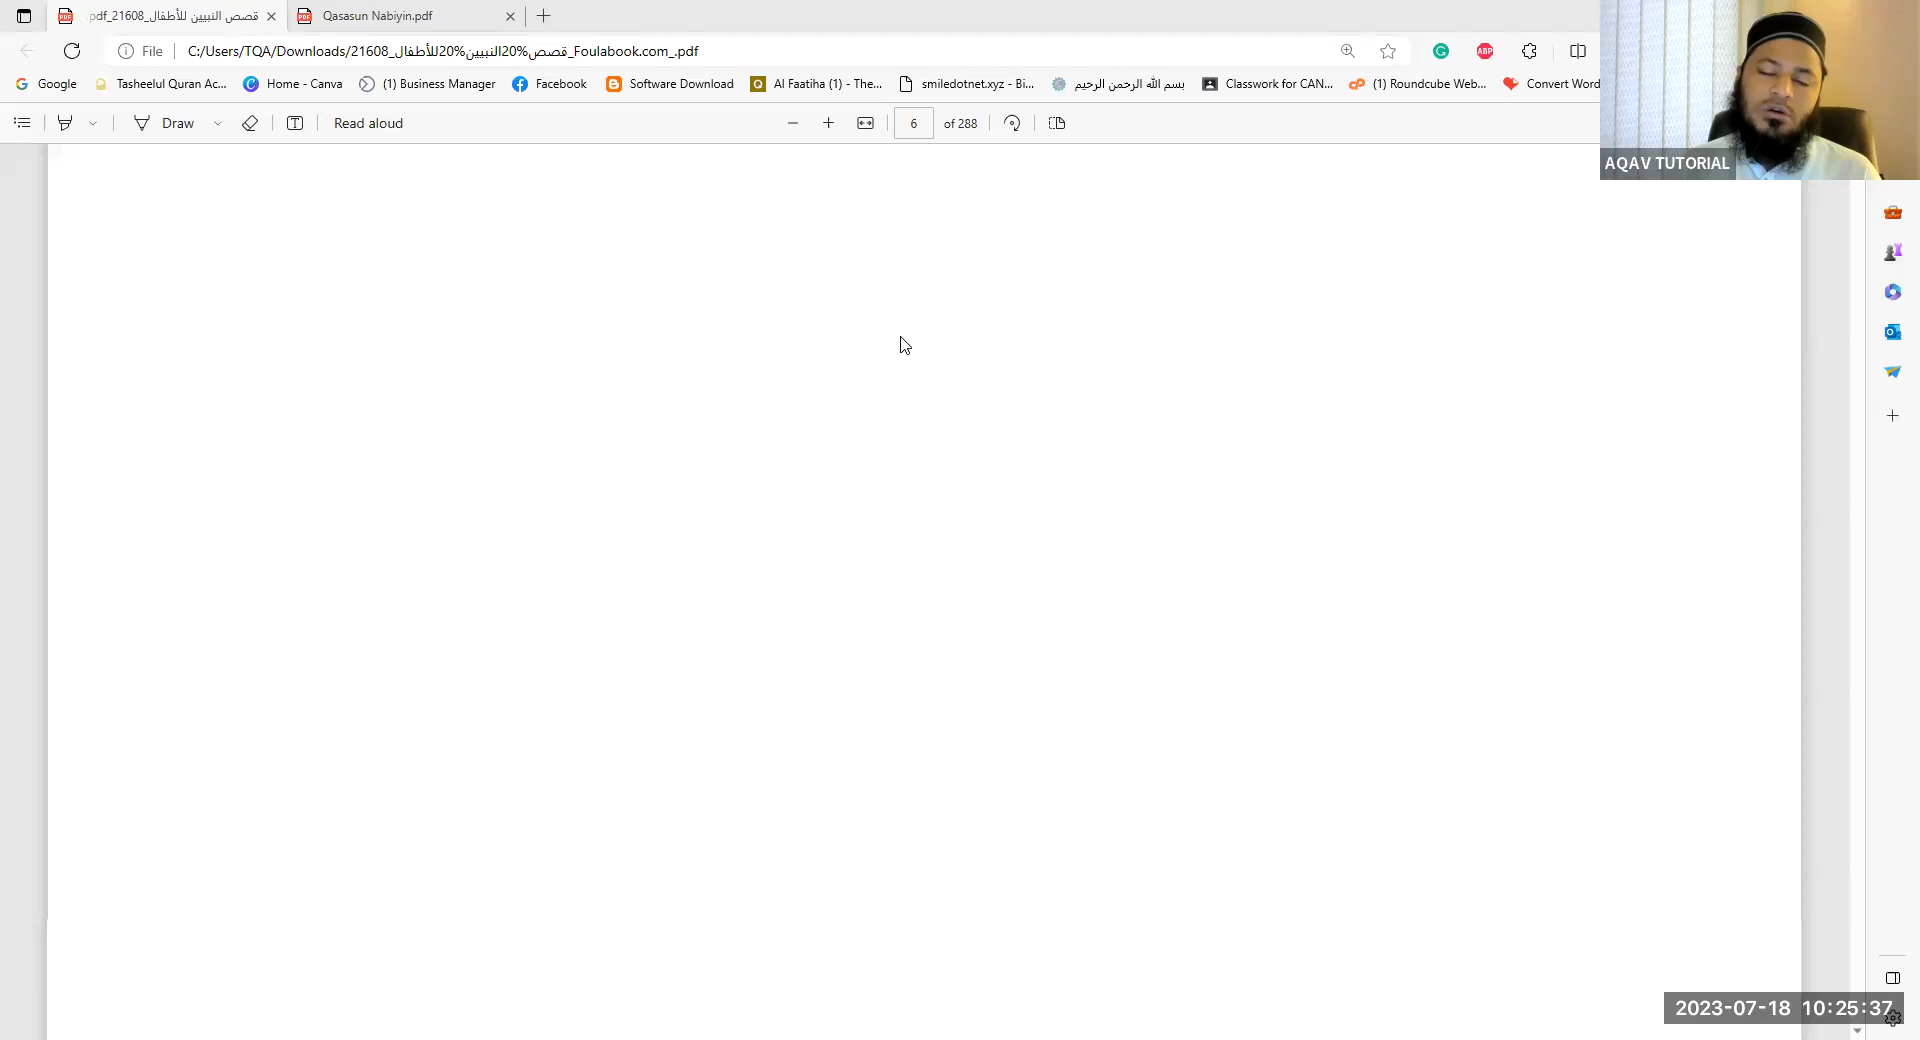 pdf_21608_قصص النبيين للأطفال
Qasasun Nabiyin.pdf
File
C:/Users/TQA/Downloads/21608_قصص%20النبيين%20للأطفال_Foulabook.com_.pdf
Google
Tasheelul Quran Ac...
Home - Canva
(1) Business Manager
Facebook
Software Download
Al Faatiha (1) - The...
smiledotnet.xyz - Bi...
بسم الله الرحمن الرحيم
Classwork for CAN...
(1) Roundcube Web...
Convert Word
Draw
Read aloud
6
of 288
AQAV TUTORIAL
2023-07-18 10:25:37